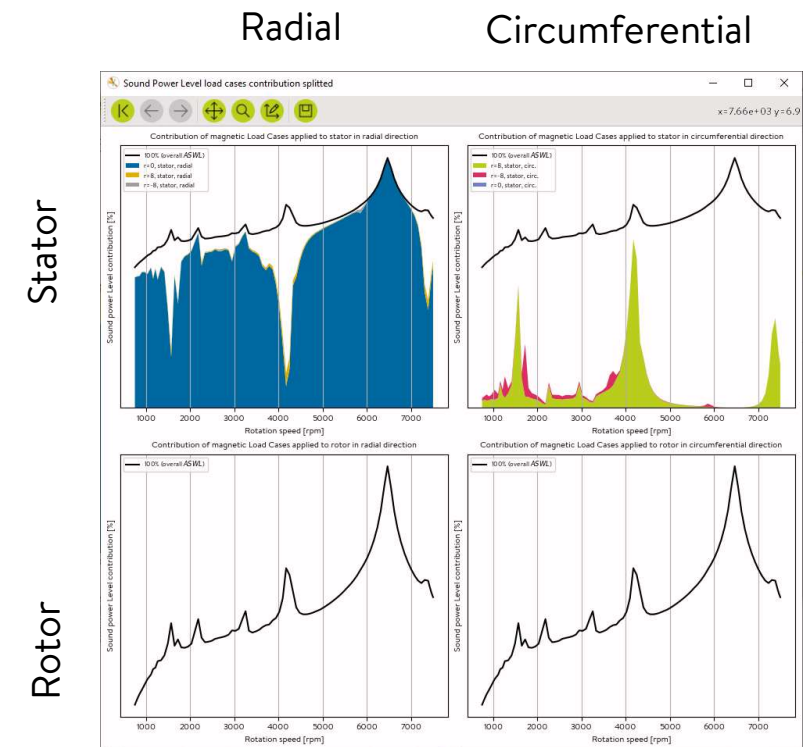 Radial
Circumferential
Stator
Rotor
Sound Power Level load cases contribution splitted
x=7.66e+03 y=6.9
Contribution of magnetic Load Cases applied to stator in radial direction
100% (overall ASWL)
r=0, stator, radial
r=8, stator, radial
r=-8, stator, radial
Sound power Level contribution [%]
1000 2000 3000 4000 5000 6000 7000
Rotation speed [rpm]
Contribution of magnetic Load Cases applied to stator in circumferential direction
100% (overall ASWL)
r=8, stator, circ.
r=-8, stator, circ.
r=0, stator, circ.
Sound power Level contribution [%]
1000 2000 3000 4000 5000 6000 7000
Rotation speed [rpm]
Contribution of magnetic Load Cases applied to rotor in radial direction
100% (overall ASWL)
Sound power Level contribution [%]
1000 2000 3000 4000 5000 6000 7000
Rotation speed [rpm]
Contribution of magnetic Load Cases applied to rotor in circumferential direction
100% (overall ASWL)
Sound power Level contribution [%]
1000 2000 3000 4000 5000 6000 7000
Rotation speed [rpm]